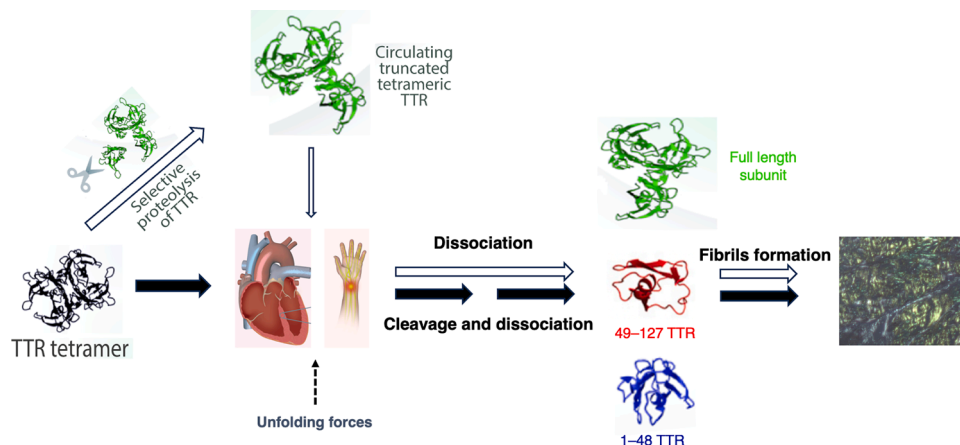 Circulating
truncated
tetrameric
TTR
Selective
proteolysis
of TTR
Full length
subunit
TTR tetramer
Dissociation
Cleavage and dissociation
Fibrils formation
49–127 TTR
Unfolding forces
1–48 TTR